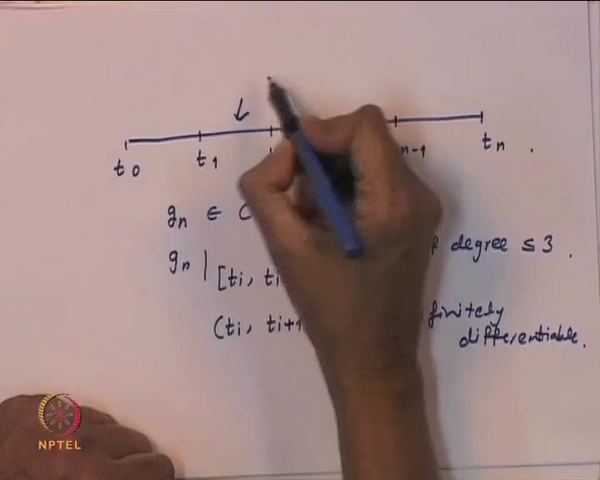 t0 t1 n-1 tn .
gn ∈ C
gn | [ti, ti degree ≤ 3 .
(ti, ti+1 finitely
differentiable.
NPTEL